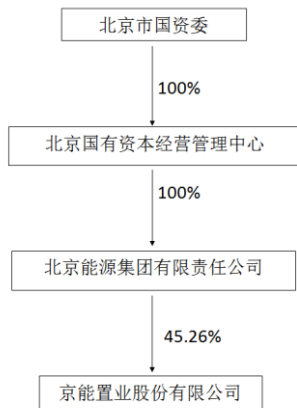 北京市国资委
100%
北京国有资本经营管理中心
100%
北京能源集团有限责任公司
45.26%
京能置业股份有限公司